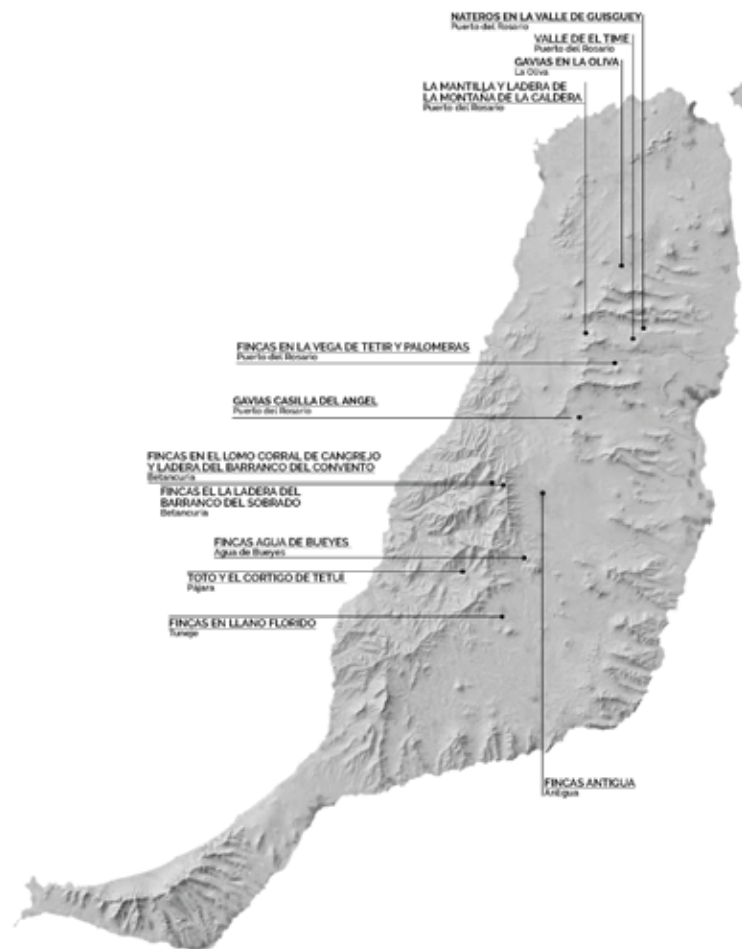 NATEROS EN LA VALLE DE GUISGUEY
Puerto del Rosario
VALLE DE EL TIME
Puerto del Rosario
GAVIAS EN LA OLIVA
La Oliva
LA MANTILLA Y LADERA DE
LA MONTAÑA DE LA CALDERA
Puerto del Rosario
FINCAS EN LA VEGA DE TETIR Y PALOMERAS
Puerto del Rosario
GAVIAS CASILLA DEL ANGEL
Puerto del Rosario
FINCAS EN EL LOMO CORRAL DE CANGREJO
Y LADERA DEL BARRANCO DEL CONVENTO
Betancuria
FINCAS EL LA LADERA DEL
BARRANCO DEL SOBRADO
Betancuria
FINCAS AGUA DE BUEYES
Agua de Bueyes
TOTO Y EL CORTIGO DE TETUÍ
Pájara
FINCAS EN LLANO FLORIDO
Tuneje
FINCAS ANTIGUA
Antigua